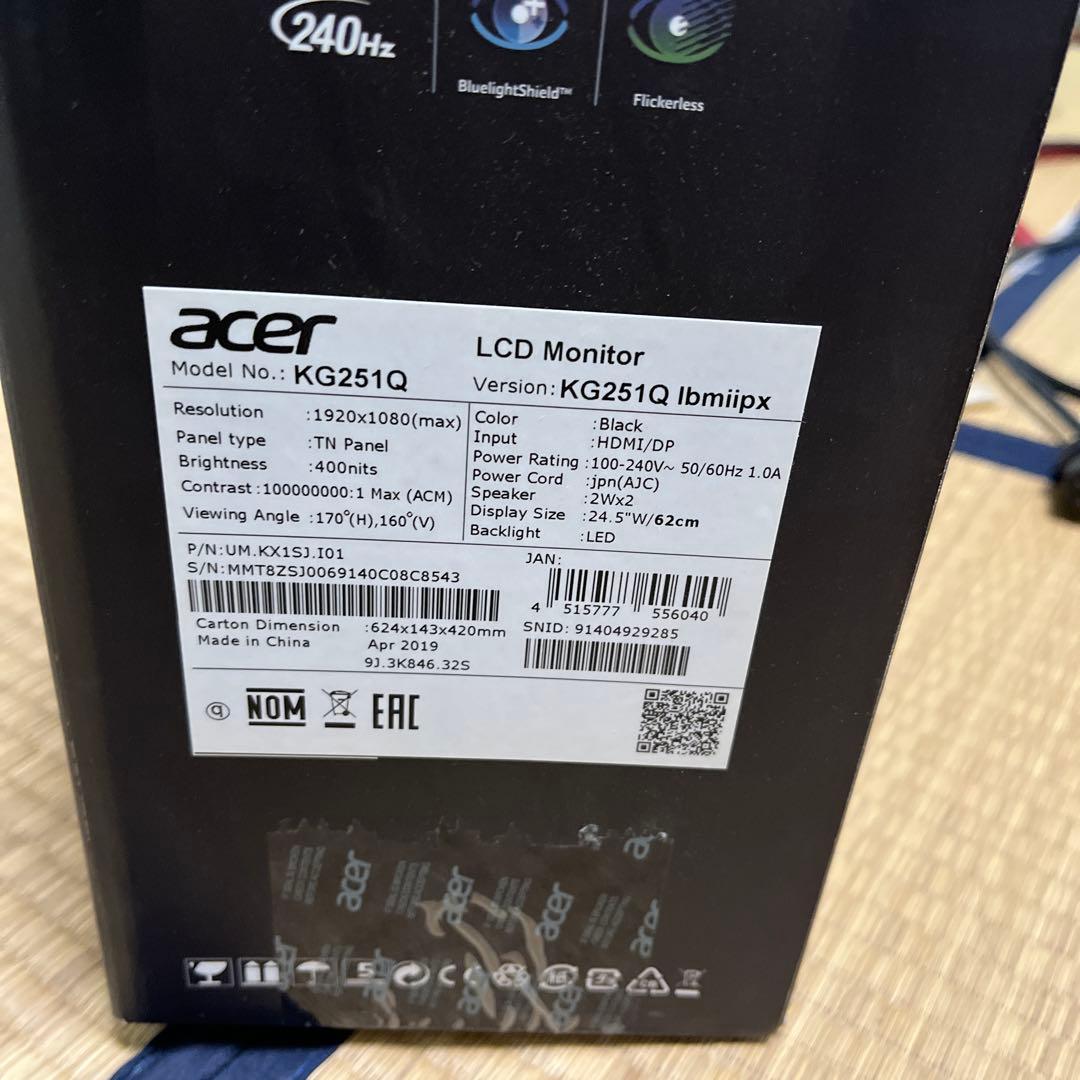 240Hz
BluelightShield™
Flickerless
acer
LCD Monitor
Model No.: KG251Q
Version: KG251Q Ibmiipx
Resolution :1920x1080(max)
Panel type :TN Panel
Brightness :400nits
Contrast :100000000:1 Max (ACM)
Viewing Angle :170°(H),160°(V)
Color :Black
Input :HDMI/DP
Power Rating :100-240V~ 50/60Hz 1.0A
Power Cord :jpn(AJC)
Speaker :2Wx2
Display Size :24.5"W/62cm
Backlight :LED
P/N:UM.KX1SJ.I01
S/N:MMT8ZSJ0069140C08C8543
JAN:
4 515777 556040
Carton Dimension :624x143x420mm
Made in China Apr 2019
9J.3K846.32S
SNID: 91404929285
q NOM EAC
acer
acer
acer
acer